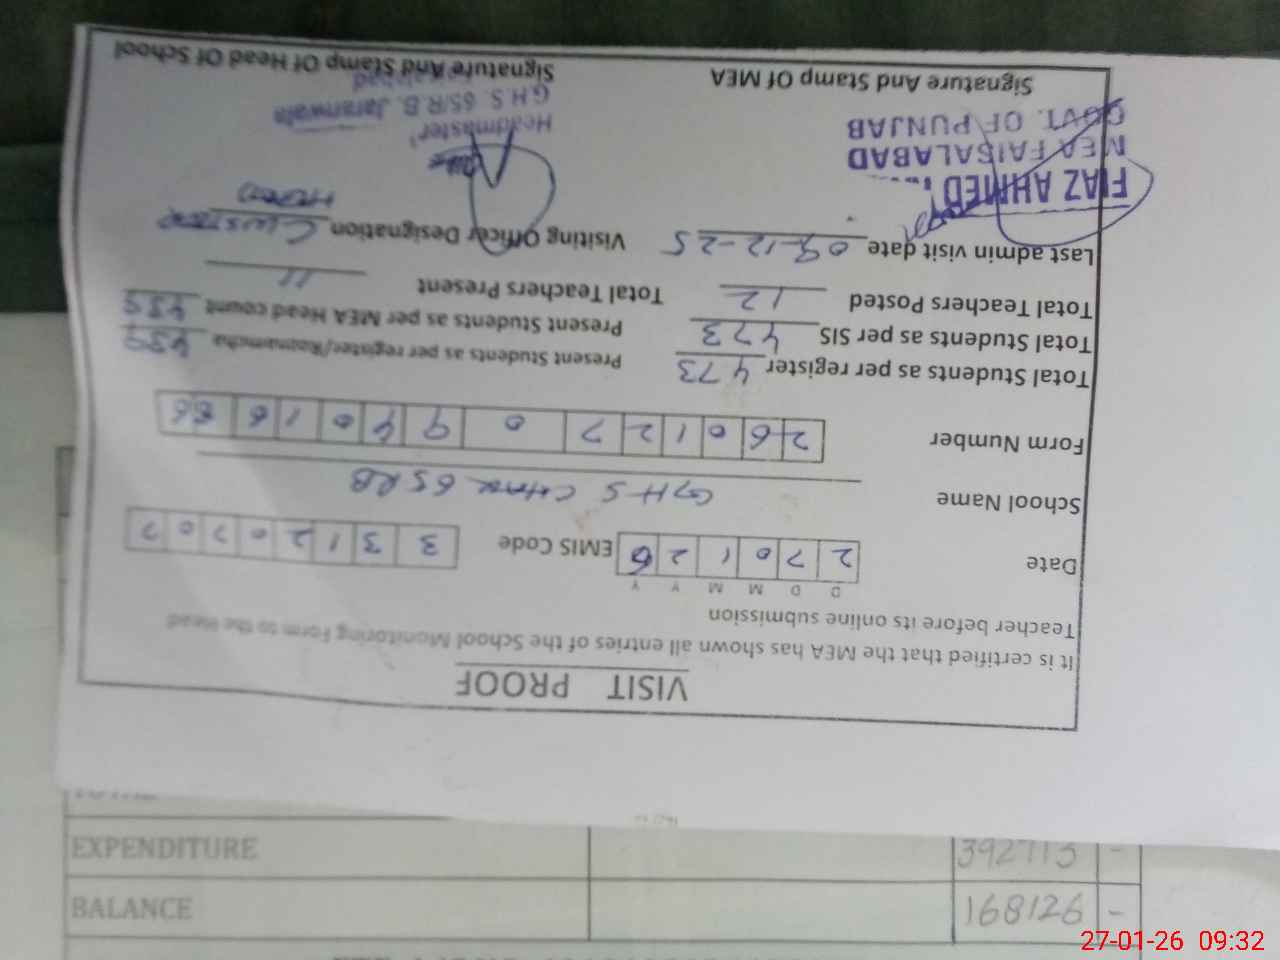 VISIT PROOF
It is certified that the MEA has shown all entries of the School Monitoring Form to the Head
Teacher before its online submission
D D M M Y Y
Date 2 7 0 1 2 6 EMIS Code 3 3 1 2 0 7 0 7
School Name GHS CHAK 65RB
Form Number 2 6 0 1 2 7 0 9 4 0 1 6
Total Students as per register 473 Present Students as per register/Roznamcha 439
Total Students as per SIS 473 Present Students as per MEA Head count 439
Total Teachers Posted 12 Total Teachers Present 11
Last admin visit date 09-12-25 Visiting Officer Designation Cluster
Head
FIAZ AHMED
MEA FAISALABAD
GOVT. OF PUNJAB
Headmaster
G.H.S. 65/R.B. Jaranwala
Signature And Stamp Of MEA Signature And Stamp Of Head Of School
EXPENDITURE 392713 -
BALANCE 168126 -
27-01-26 09:32